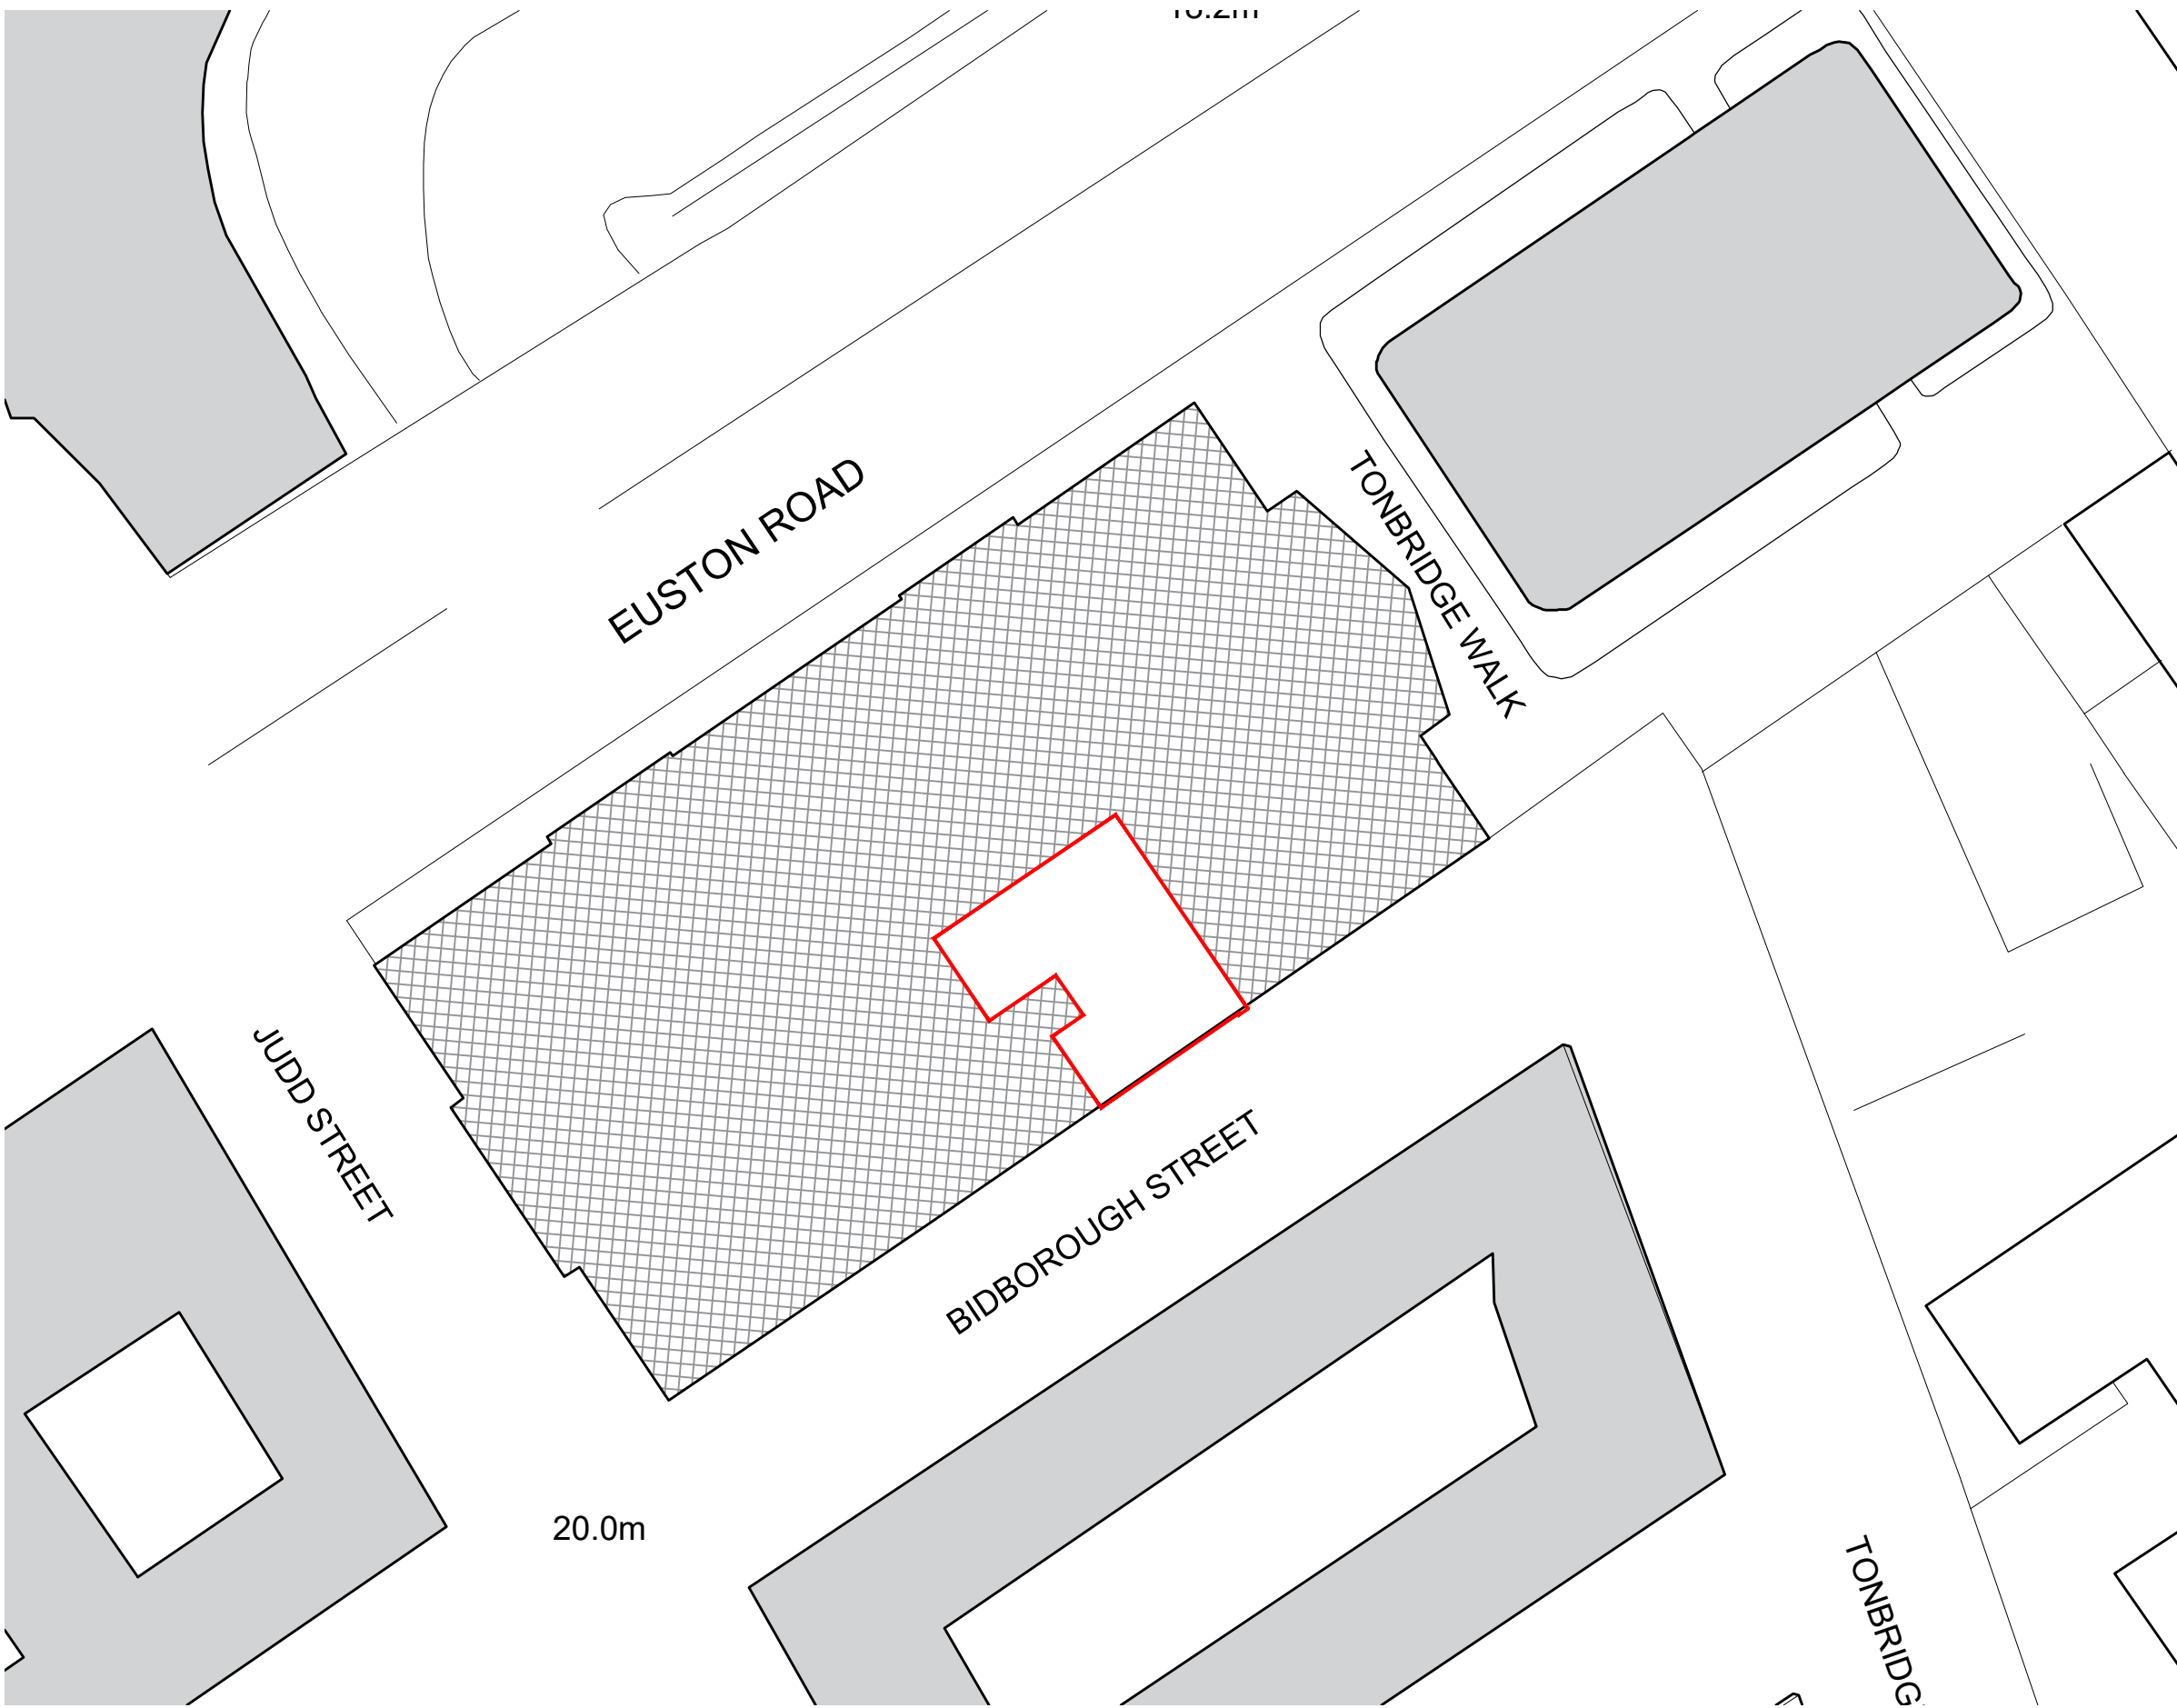 EUSTON ROAD
TONBRIDGE WALK
JUDD STREET
BIDBOROUGH STREET
20.0m